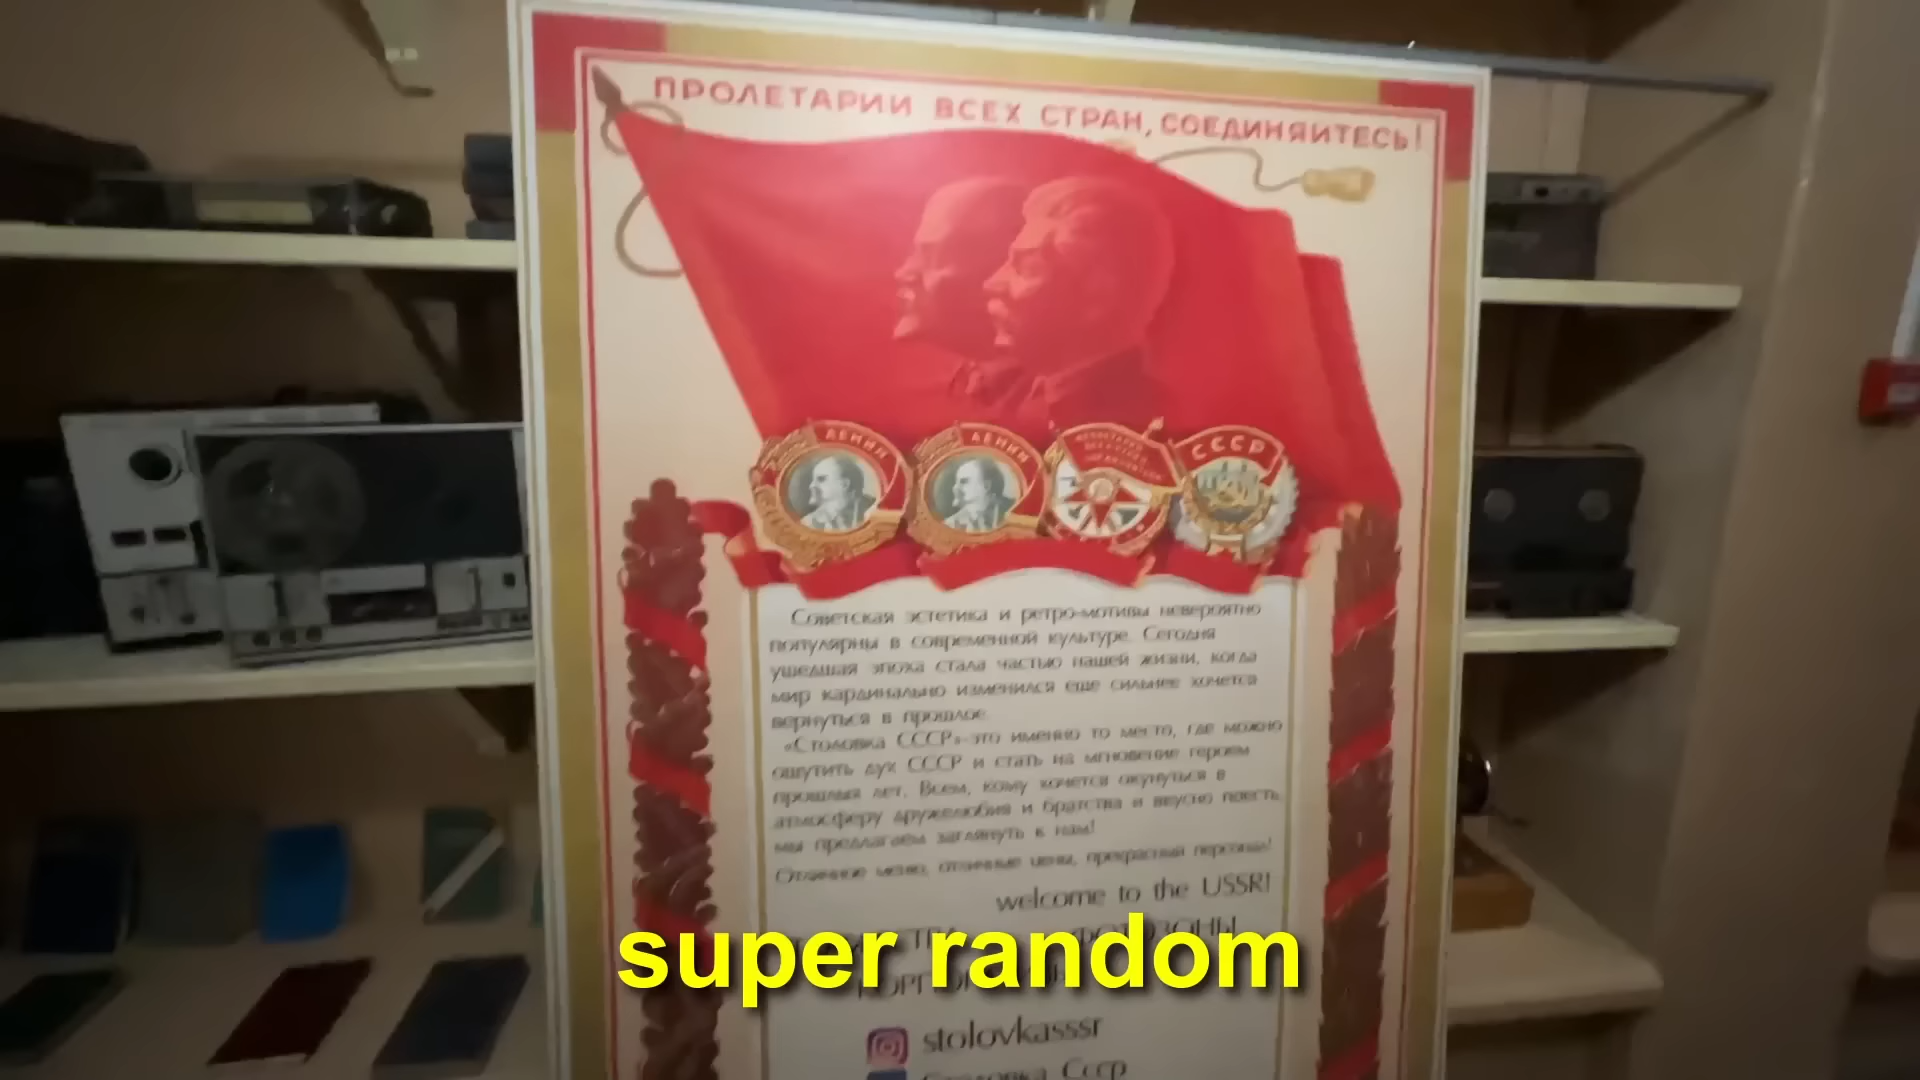 ПРОЛЕТАРИИ ВСЕХ СТРАН, СОЕДИНЯЙТЕСЬ!
ЛЕНИН ЛЕНИН СССР
Советская эстетика и ретро-мотивы невероятно
популярны в современной культуре. Сегодня
ушедшая эпоха стала частью нашей жизни, когда
мир кардинально изменился еще сильнее хочется
вернуться в прошлое.
«Столовка СССР»-это именно то место, где можно
ощутить дух СССР и стать на мгновение героем
прошлых лет. Всем, кому хочется окунуться в
атмосферу дружелюбия и братства и вкусно поесть,
мы предлагаем заглянуть к нам!
Отличное меню, отличные цены, прекрасный персонал!
welcome to the USSR!
super random
stolovkasssr
Столовка Ссср